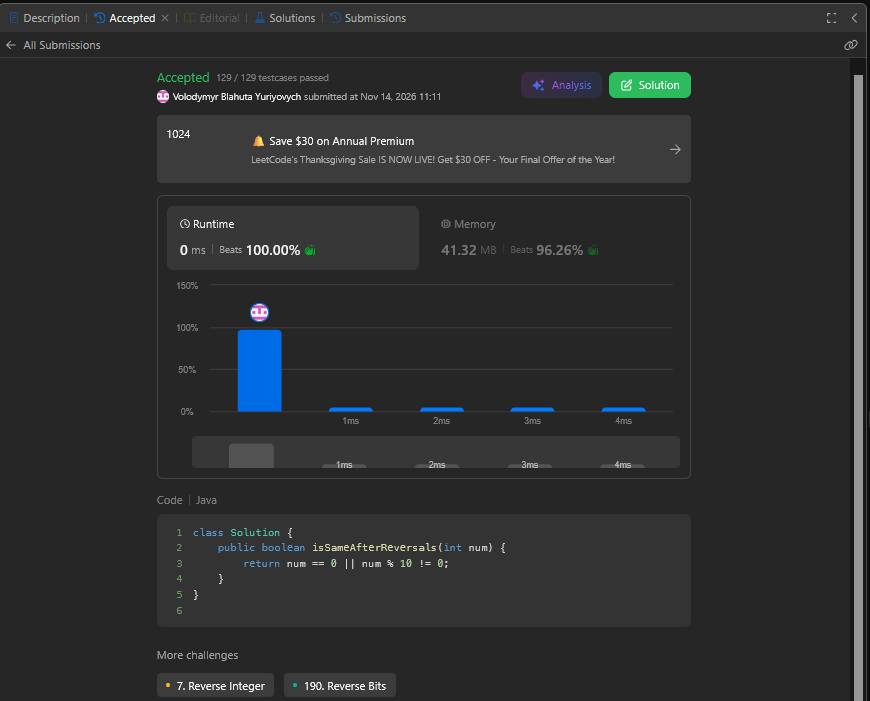 Description | Accepted × | Editorial | Solutions | Submissions
All Submissions
Accepted 129 / 129 testcases passed
Volodymyr Blahuta Yuriyovych submitted at Nov 14, 2026 11:11
Analysis
Solution
1024
Save $30 on Annual Premium
LeetCode's Thanksgiving Sale IS NOW LIVE! Get $30 OFF - Your Final Offer of the Year!
Runtime
0 ms | Beats 100.00%
Memory
41.32 MB | Beats 96.26%
150%
100%
50%
0%
1ms 2ms 3ms 4ms
1ms 2ms 3ms 4ms
Code | Java
1 class Solution {
2     public boolean isSameAfterReversals(int num) {
3         return num == 0 || num % 10 != 0;
4     }
5 }
6
More challenges
7. Reverse Integer
190. Reverse Bits